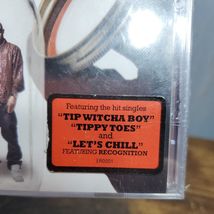 Featuring the hit singles
"TIP WITCHA BOY"
"TIPPY TOES"
and
"LET'S CHILL"
FEATURING RECOGNITION